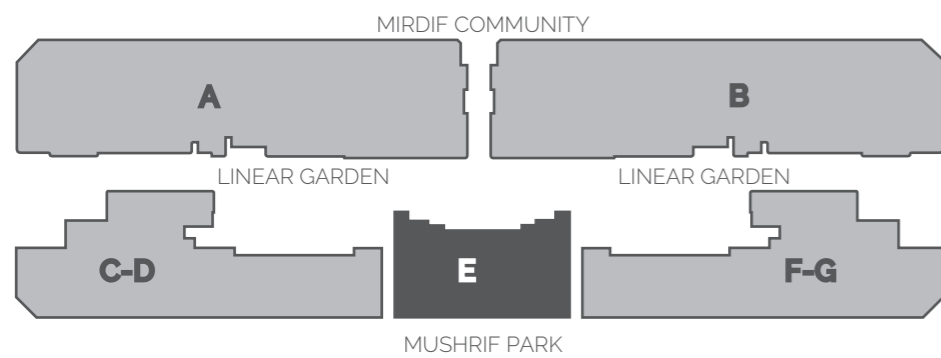 MIRDIF COMMUNITY
A
B
LINEAR GARDEN
LINEAR GARDEN
C-D
E
F-G
MUSHRIF PARK